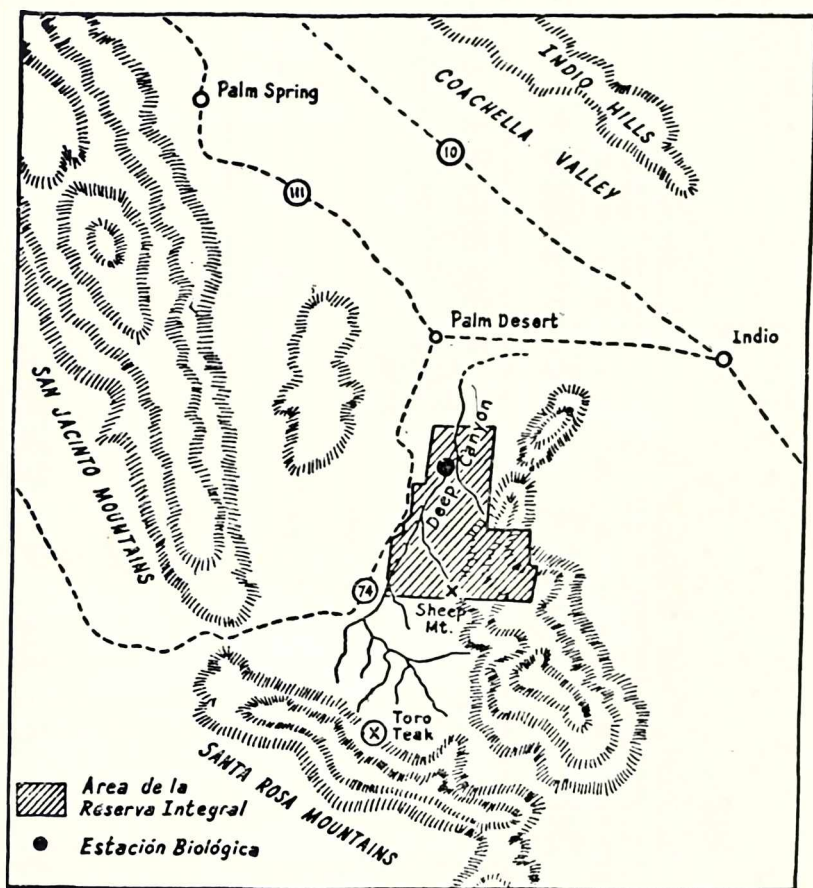 Palm Spring
INDIO HILLS
COACHELLA
VALLEY
10
111
Palm Desert
Indio
SAN JACINTO MOUNTAINS
Deep Canyon
74
Sheep
Mt.
Toro
Teak
SANTA ROSA MOUNTAINS
Area de la
Reserva Integral
Estación Biológica